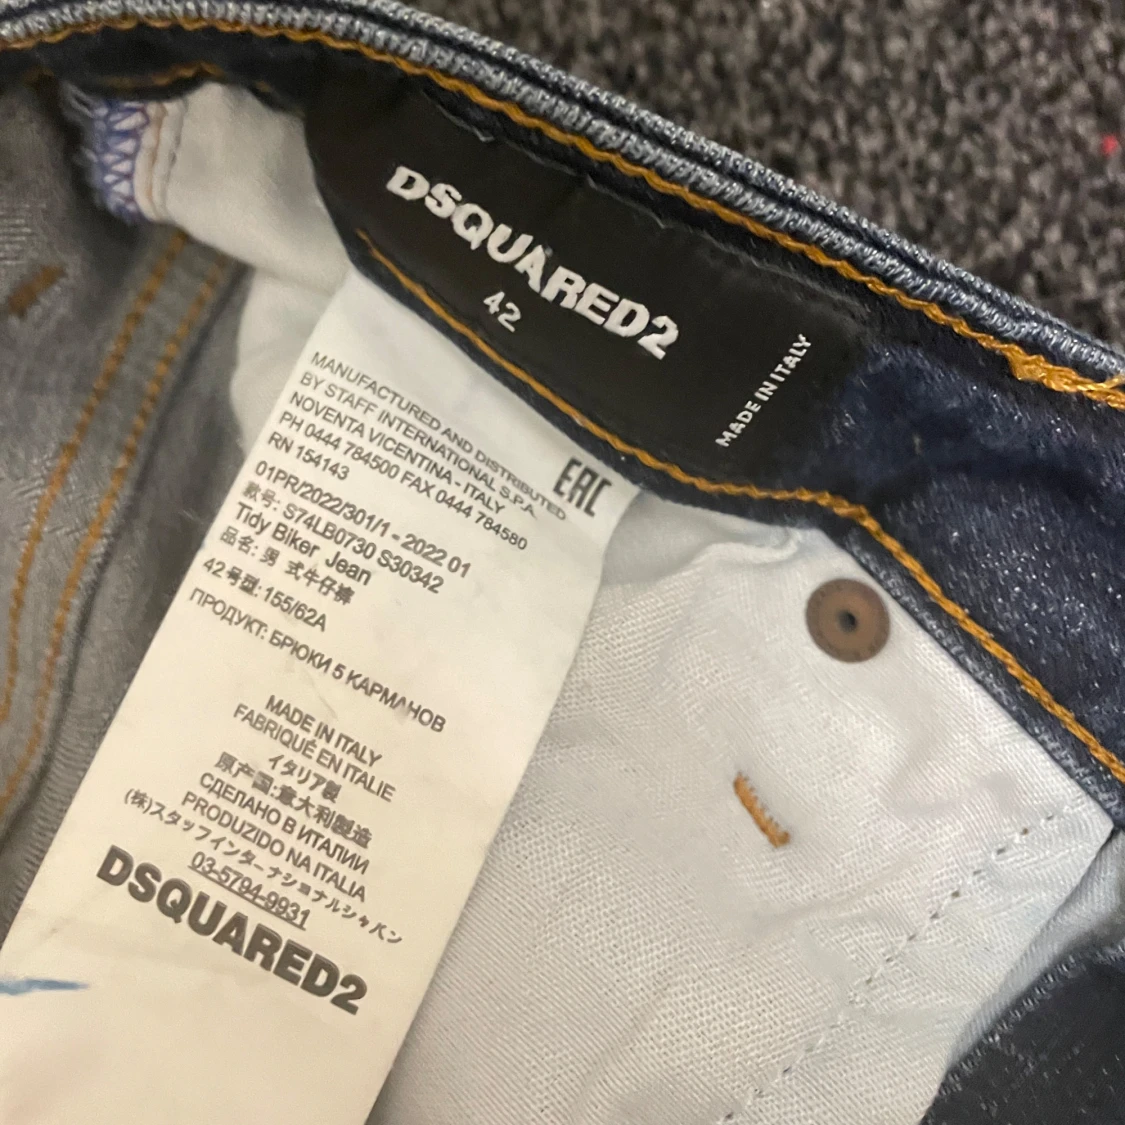 DSQUARED2
42
MADE IN ITALY
MANUFACTURED AND DISTRIBUTED
BY STAFF INTERNATIONAL S.P.A.
NOVENTA VICENTINA - ITALY
PH 0444 784500 FAX 0444 784580
RN 154143
EAC
01PR/2022/301/1 - 2022 01
款号: S74LB0730 S30342
Tidy Biker Jean
品名: 男 式牛仔裤
42 号型: 155/62A
ПРОДУКТ: БРЮКИ 5 КАРМАНОВ
MADE IN ITALY
FABRIQUÉ EN ITALIE
イタリア製
原产国:意大利製造
СДЕЛАНО В ИТАЛИИ
PRODUZIDO NA ITALIA
(株)スタッフインターナショナルジャパン
03-5794-9931
DSQUARED2